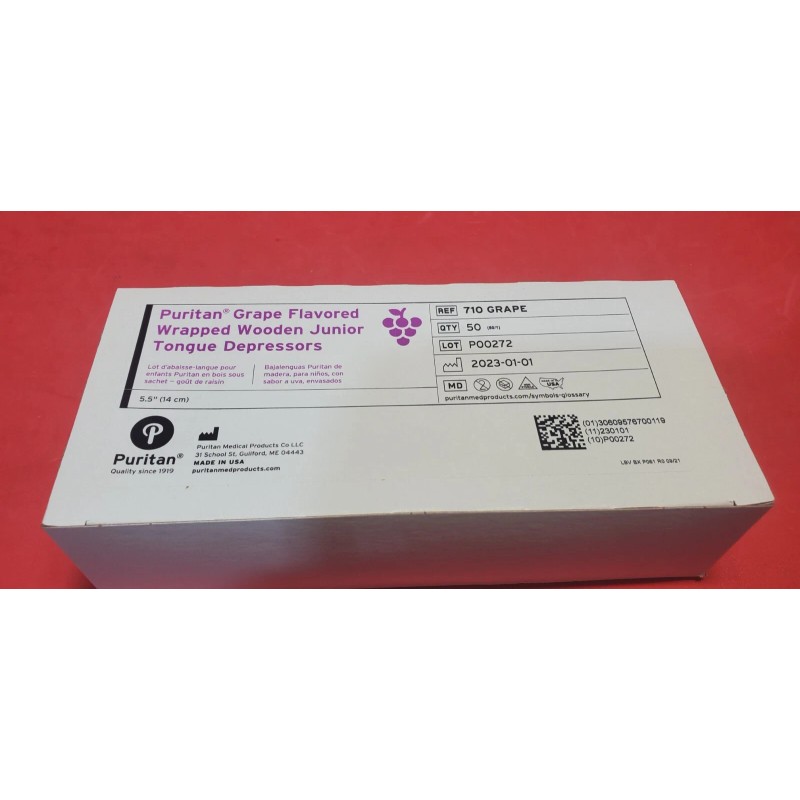 Puritan® Grape Flavored
Wrapped Wooden Junior
Tongue Depressors
Lot d'abaisse-langue pour
enfants Puritan en bois sous
sachet – goût de raisin
Bajalenguas Puritan de
madera, para niños, con
sabor a uva, envasados
5.5" (14 cm)
REF 710 GRAPE
QTY 50 (50/1)
LOT P00272
2023-01-01
MD
puritanmedproducts.com/symbols-glossary
Puritan®
Quality since 1919
Puritan Medical Products Co LLC
31 School St, Guilford, ME 04443
MADE IN USA
puritanmedproducts.com
(01)30609576700119
(11)230101
(10)P00272